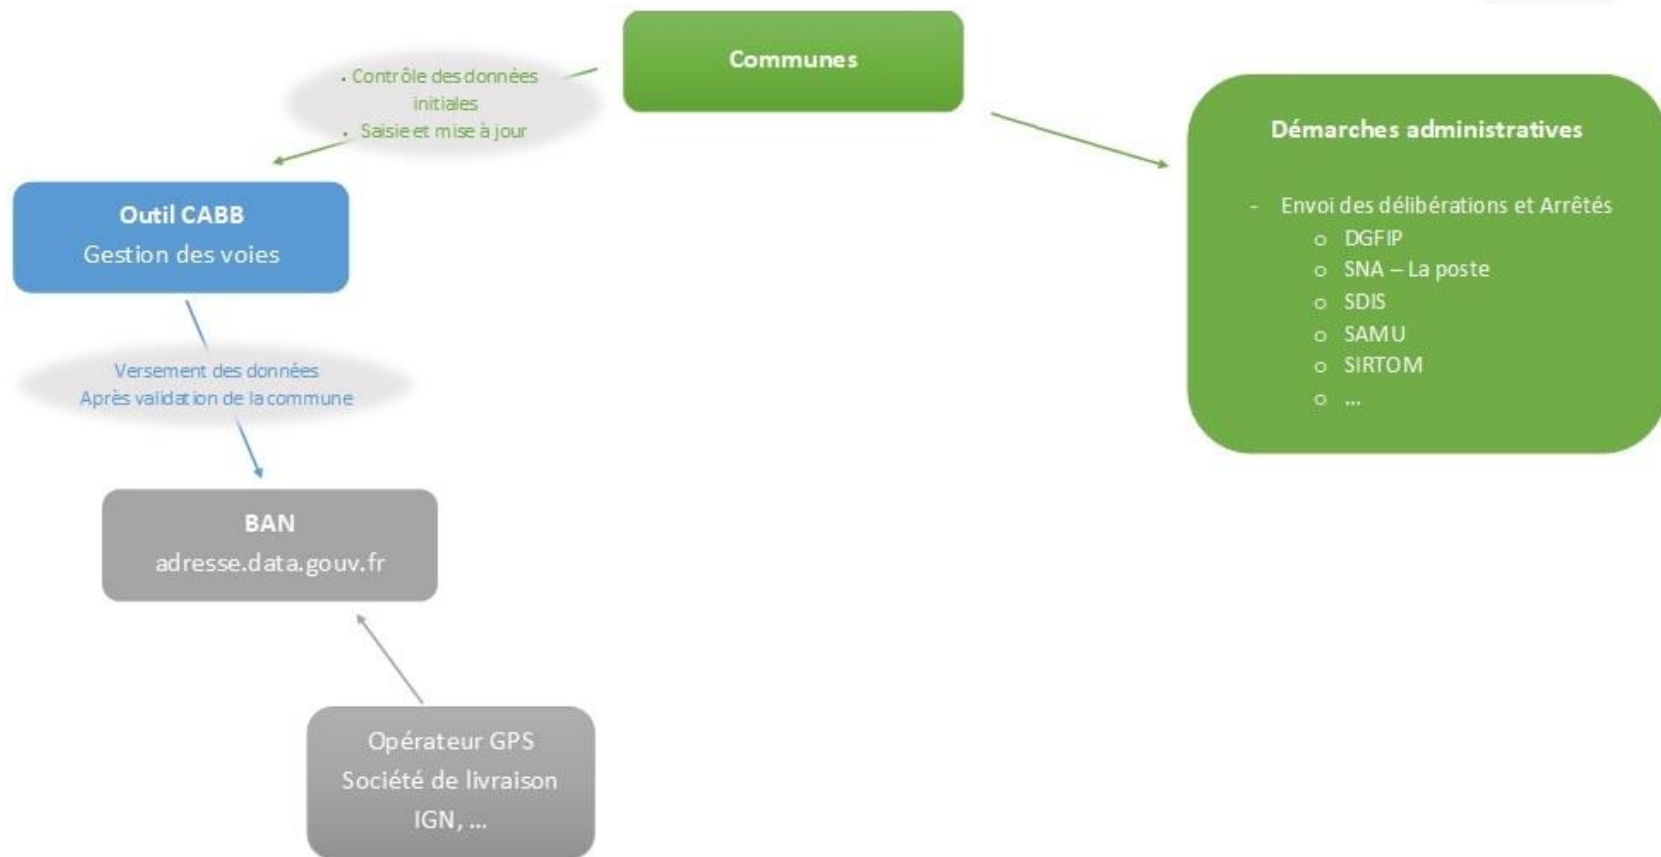 Communes
• Contrôle des données
initiales
• Saisie et mise à jour
Démarches administratives
- Envoi des délibérations et Arrêtés
o DGFIP
o SNA – La poste
o SDIS
o SAMU
o SIRTOM
o ...
Outil CABB
Gestion des voies
Versement des données
Après validation de la commune
BAN
adresse.data.gouv.fr
Opérateur GPS
Société de livraison
IGN, ...